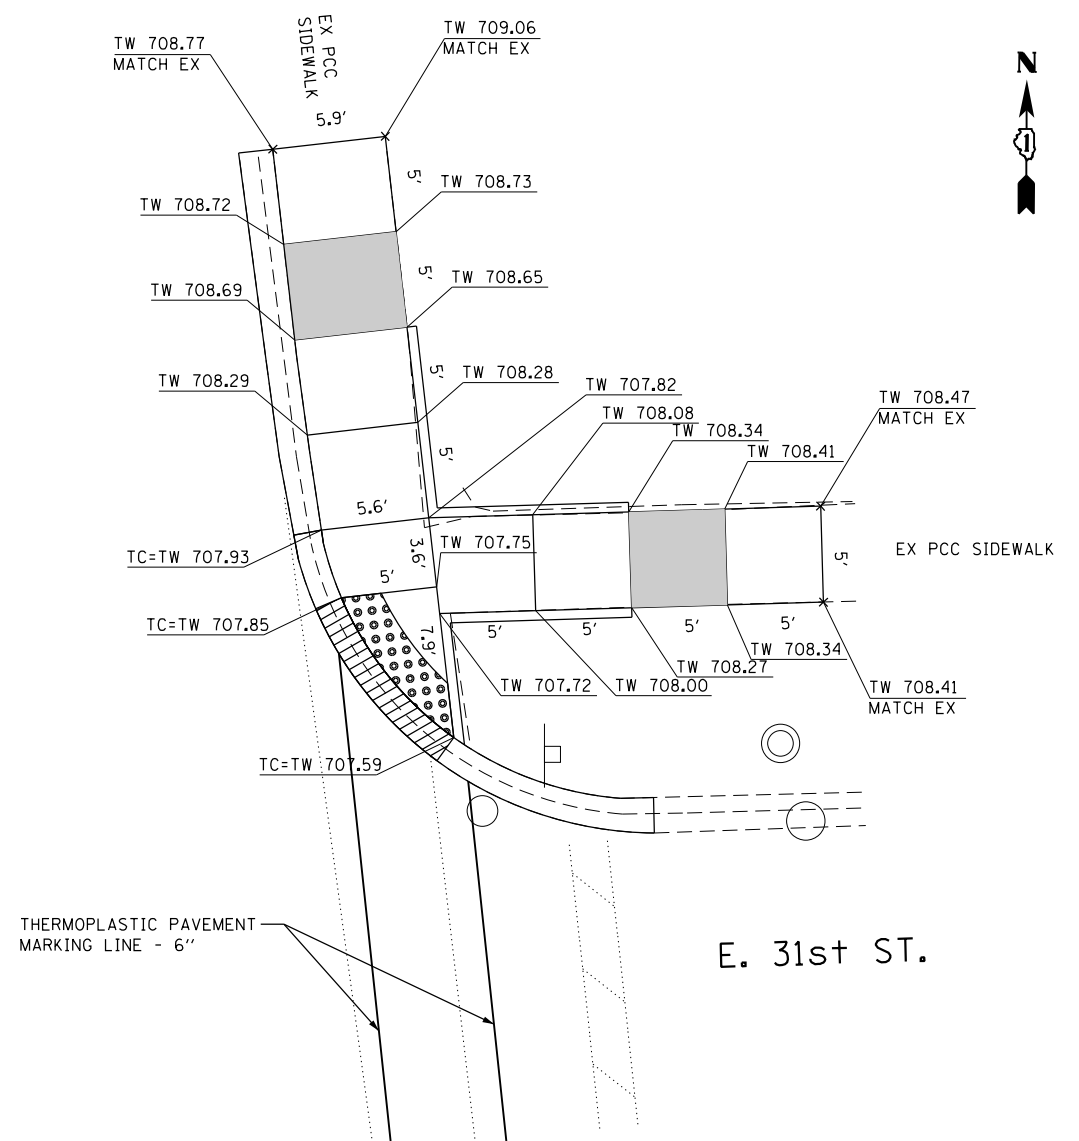 EX PCC
SIDEWALK
TW 708.77
MATCH EX
TW 709.06
MATCH EX
N
1
5.9'
5'
TW 708.73
TW 708.72
5'
TW 708.65
TW 708.69
5'
TW 708.28
TW 708.29
TW 707.82
TW 708.08
TW 708.47
MATCH EX
TW 708.34
TW 708.41
5'
5.6'
3.6'
TW 707.75
5'
EX PCC SIDEWALK
TC=TW 707.93
5'
TC=TW 707.85
7.9'
5'
5'
5'
5'
TW 708.34
TW 708.27
TW 707.72
TW 708.00
TW 708.41
MATCH EX
TC=TW 707.59
THERMOPLASTIC PAVEMENT
MARKING LINE - 6''
E. 31st ST.